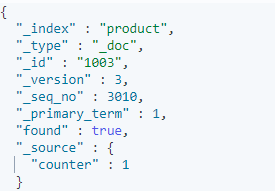 {
"_index" : "product",
"_type" : "_doc",
"_id" : "1003",
"_version" : 3,
"_seq_no" : 3010,
"_primary_term" : 1,
"found" : true,
"_source" : {
"counter" : 1
}